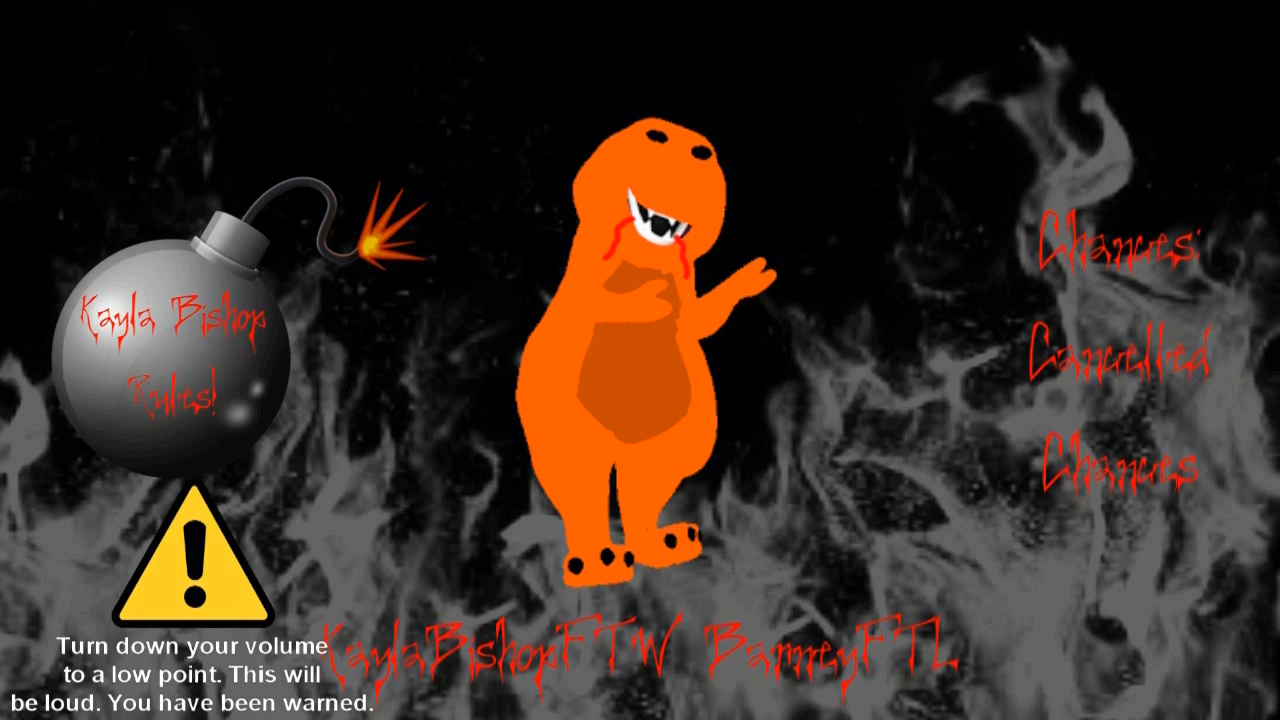 Kayla Bishop
Rules!
Chances:
Cancelled
Chances
Turn down your volume
to a low point. This will
be loud. You have been warned.
KaylaBishopFTW BarneyFTL